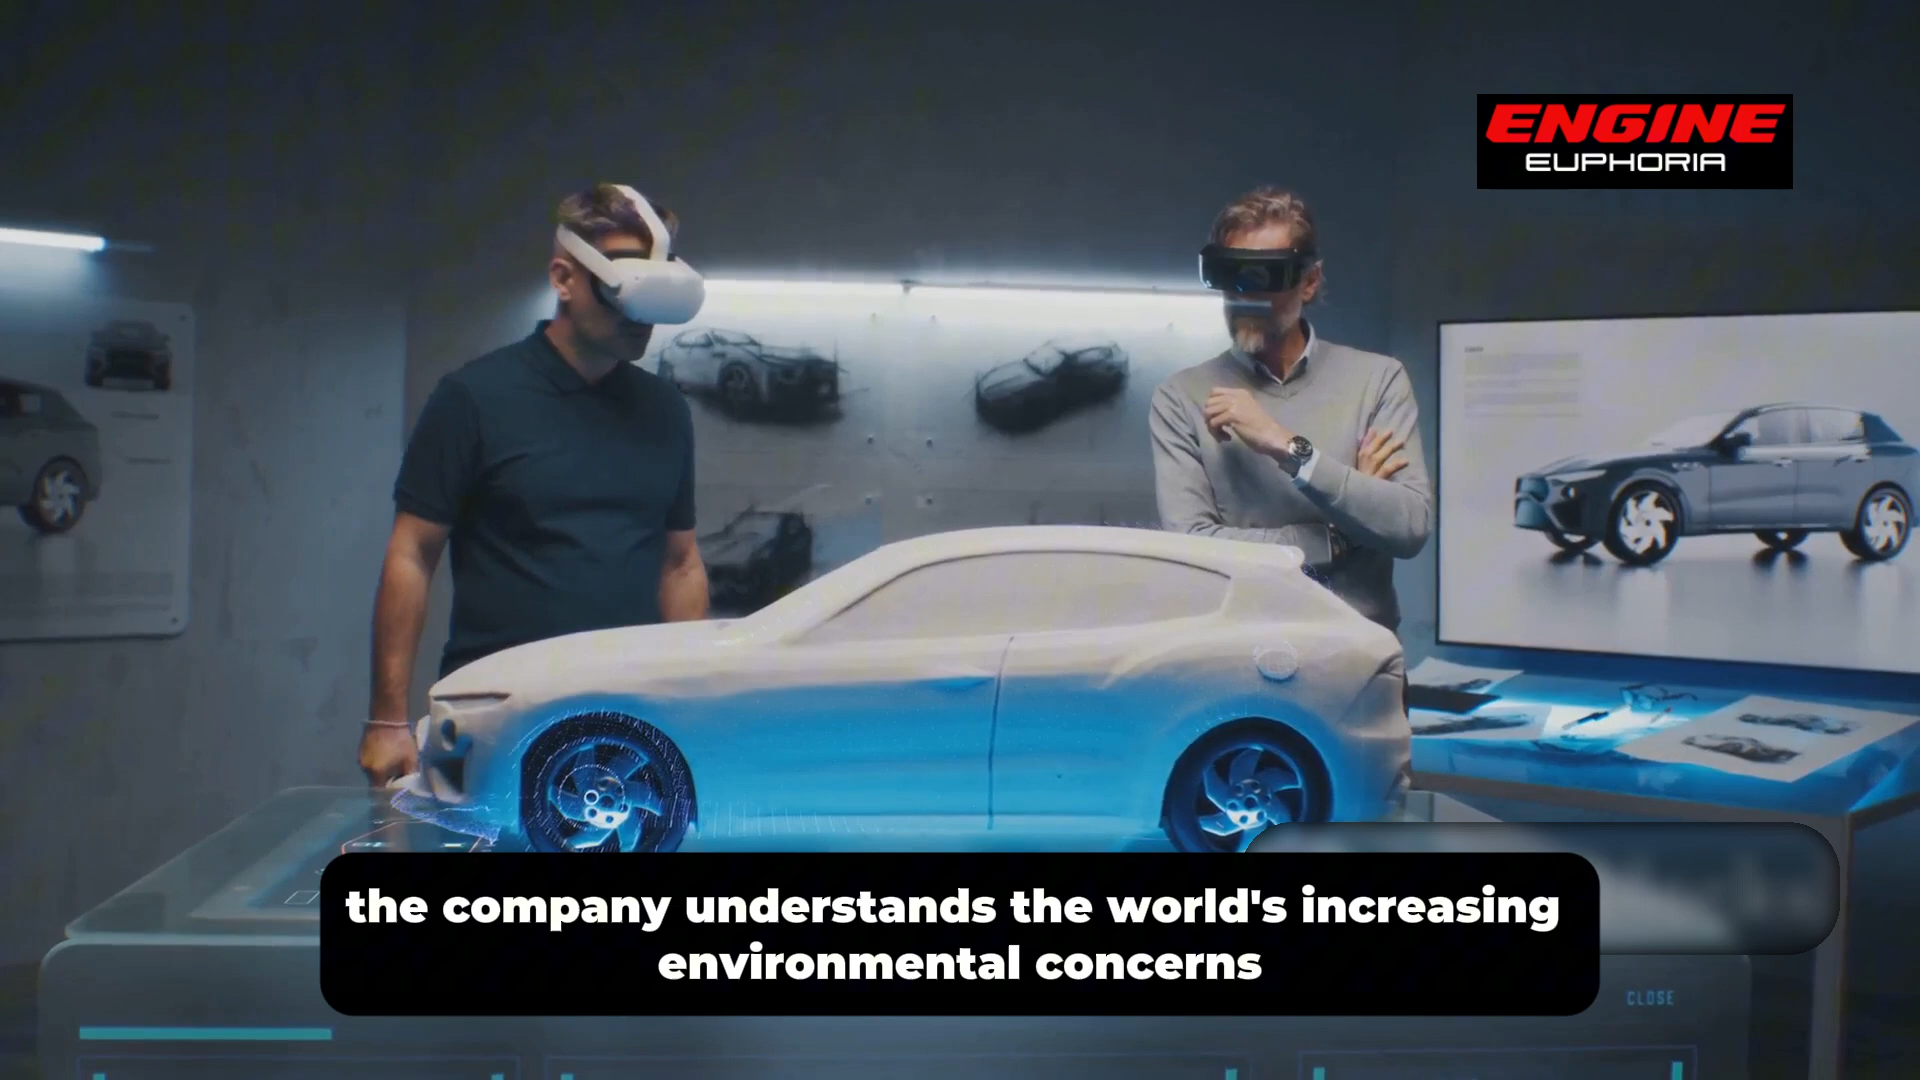 ENGINE
EUPHORIA
the company understands the world's increasing
environmental concerns
CLOSE